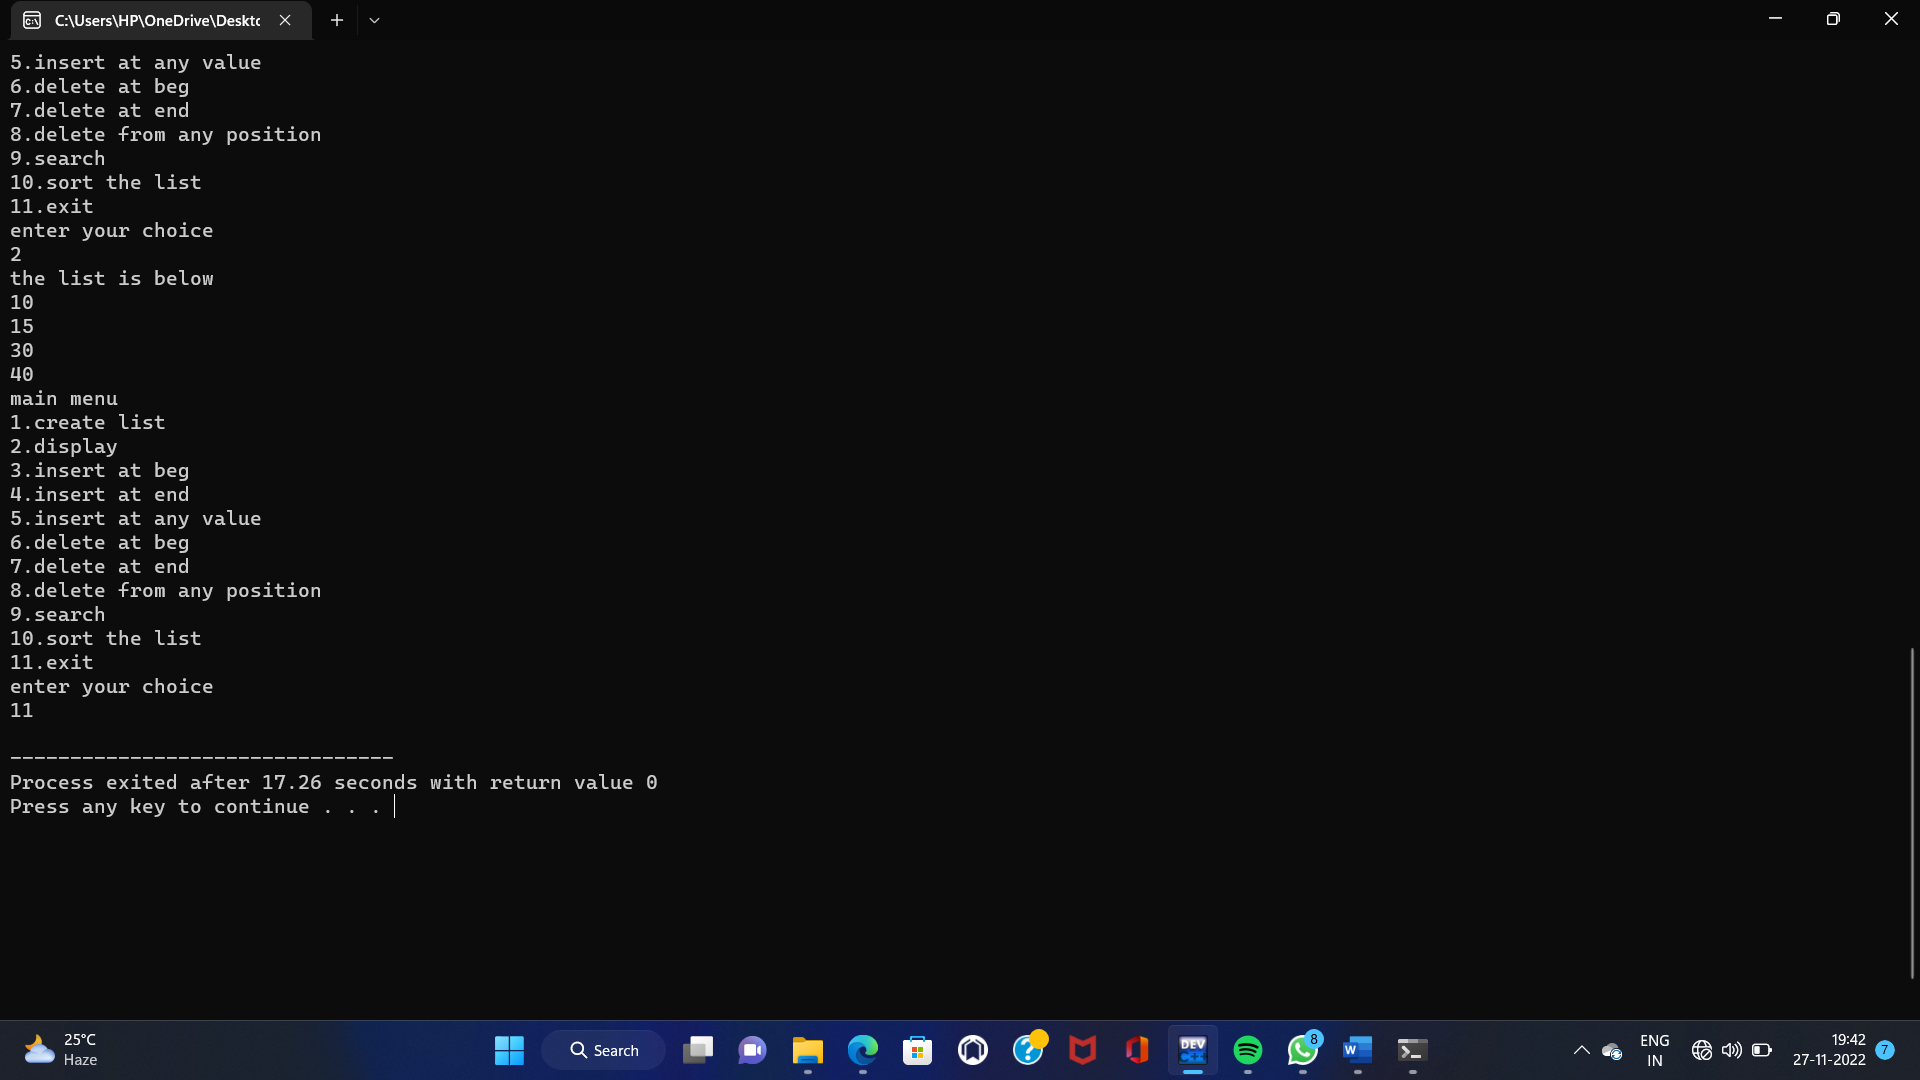 C:\Users\HP\OneDrive\Deskto
5.insert at any value
6.delete at beg
7.delete at end
8.delete from any position
9.search
10.sort the list
11.exit
enter your choice
2
the list is below
10
15
30
40
main menu
1.create list
2.display
3.insert at beg
4.insert at end
5.insert at any value
6.delete at beg
7.delete at end
8.delete from any position
9.search
10.sort the list
11.exit
enter your choice
11
--------------------------------
Process exited after 17.26 seconds with return value 0
Press any key to continue . . .
25°C
Haze
Search
DEV
C++
8
W
ENG
IN
19:42
27-11-2022
7